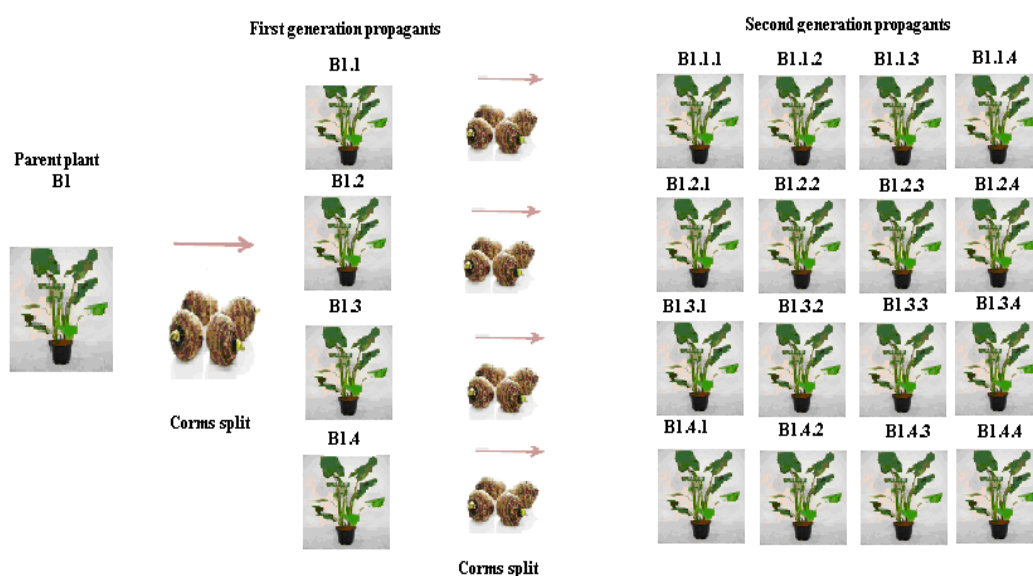 First generation propagants
Second generation propagants
Parent plant
B1
Corms split
B1.1
B1.2
B1.3
B1.4
Corms split
B1.1.1 B1.1.2 B1.1.3 B1.1.4
B1.2.1 B1.2.2 B1.2.3 B1.2.4
B1.3.1 B1.3.2 B1.3.3 B1.3.4
B1.4.1 B1.4.2 B1.4.3 B1.4.4